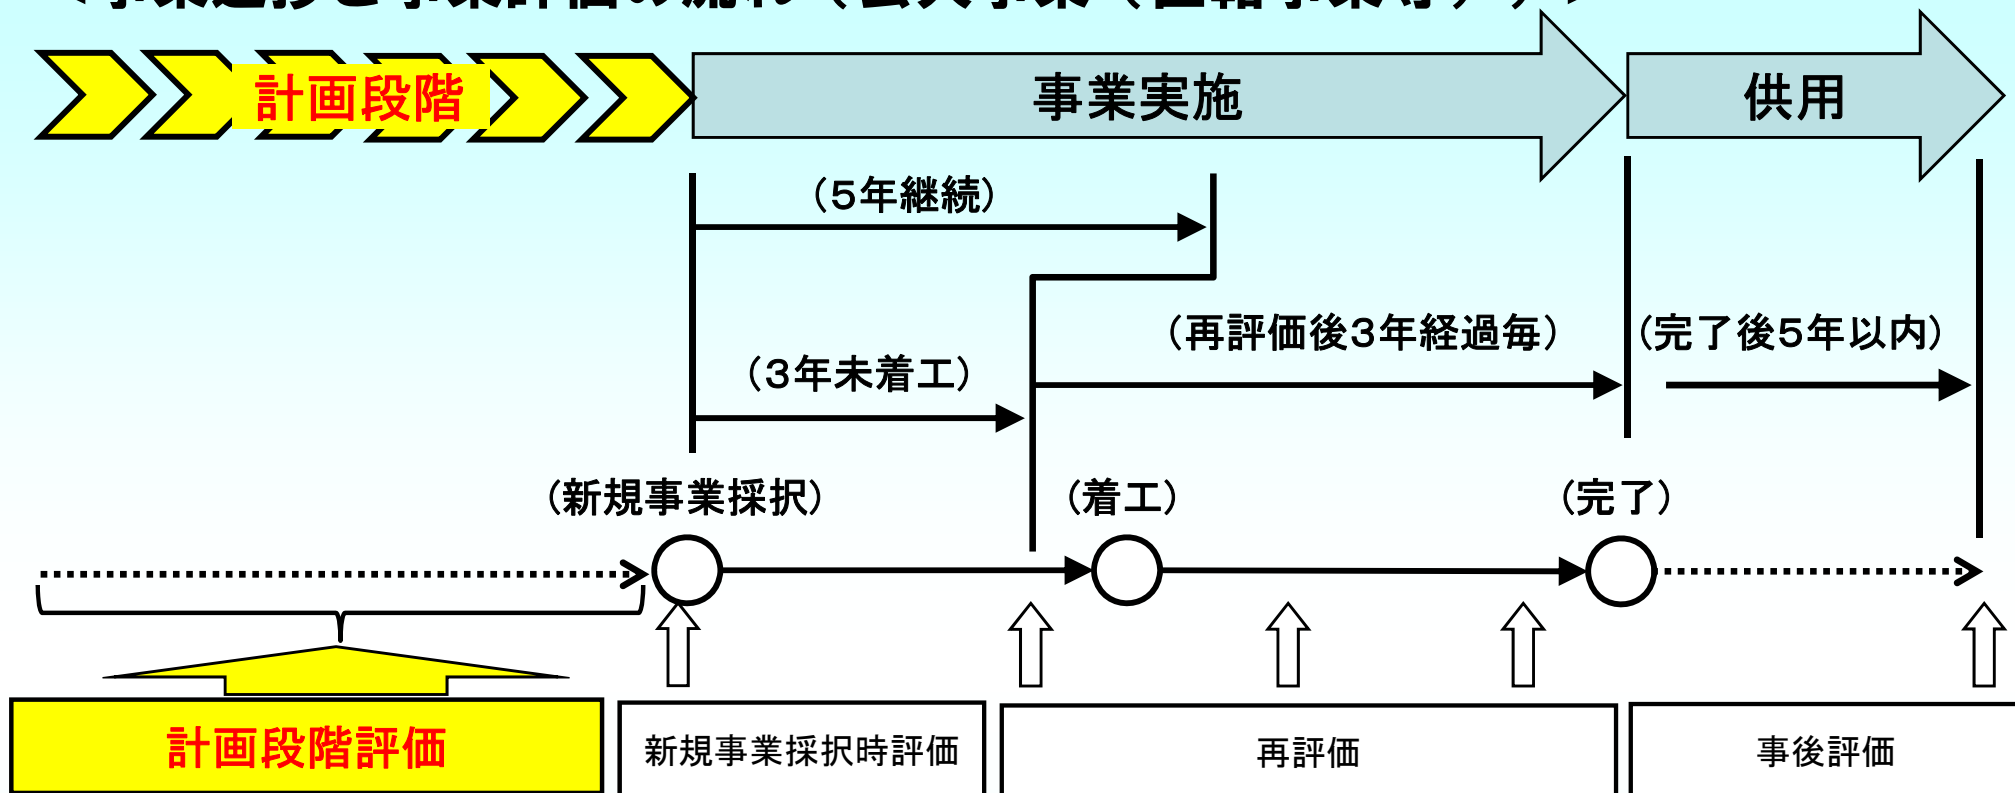 計画段階
事業実施
供用
（５年継続）
（再評価後３年経過毎）
（完了後５年以内）
（３年未着工）
（新規事業採択）
（着工）
（完了）
計画段階評価
新規事業採択時評価
再評価
事後評価